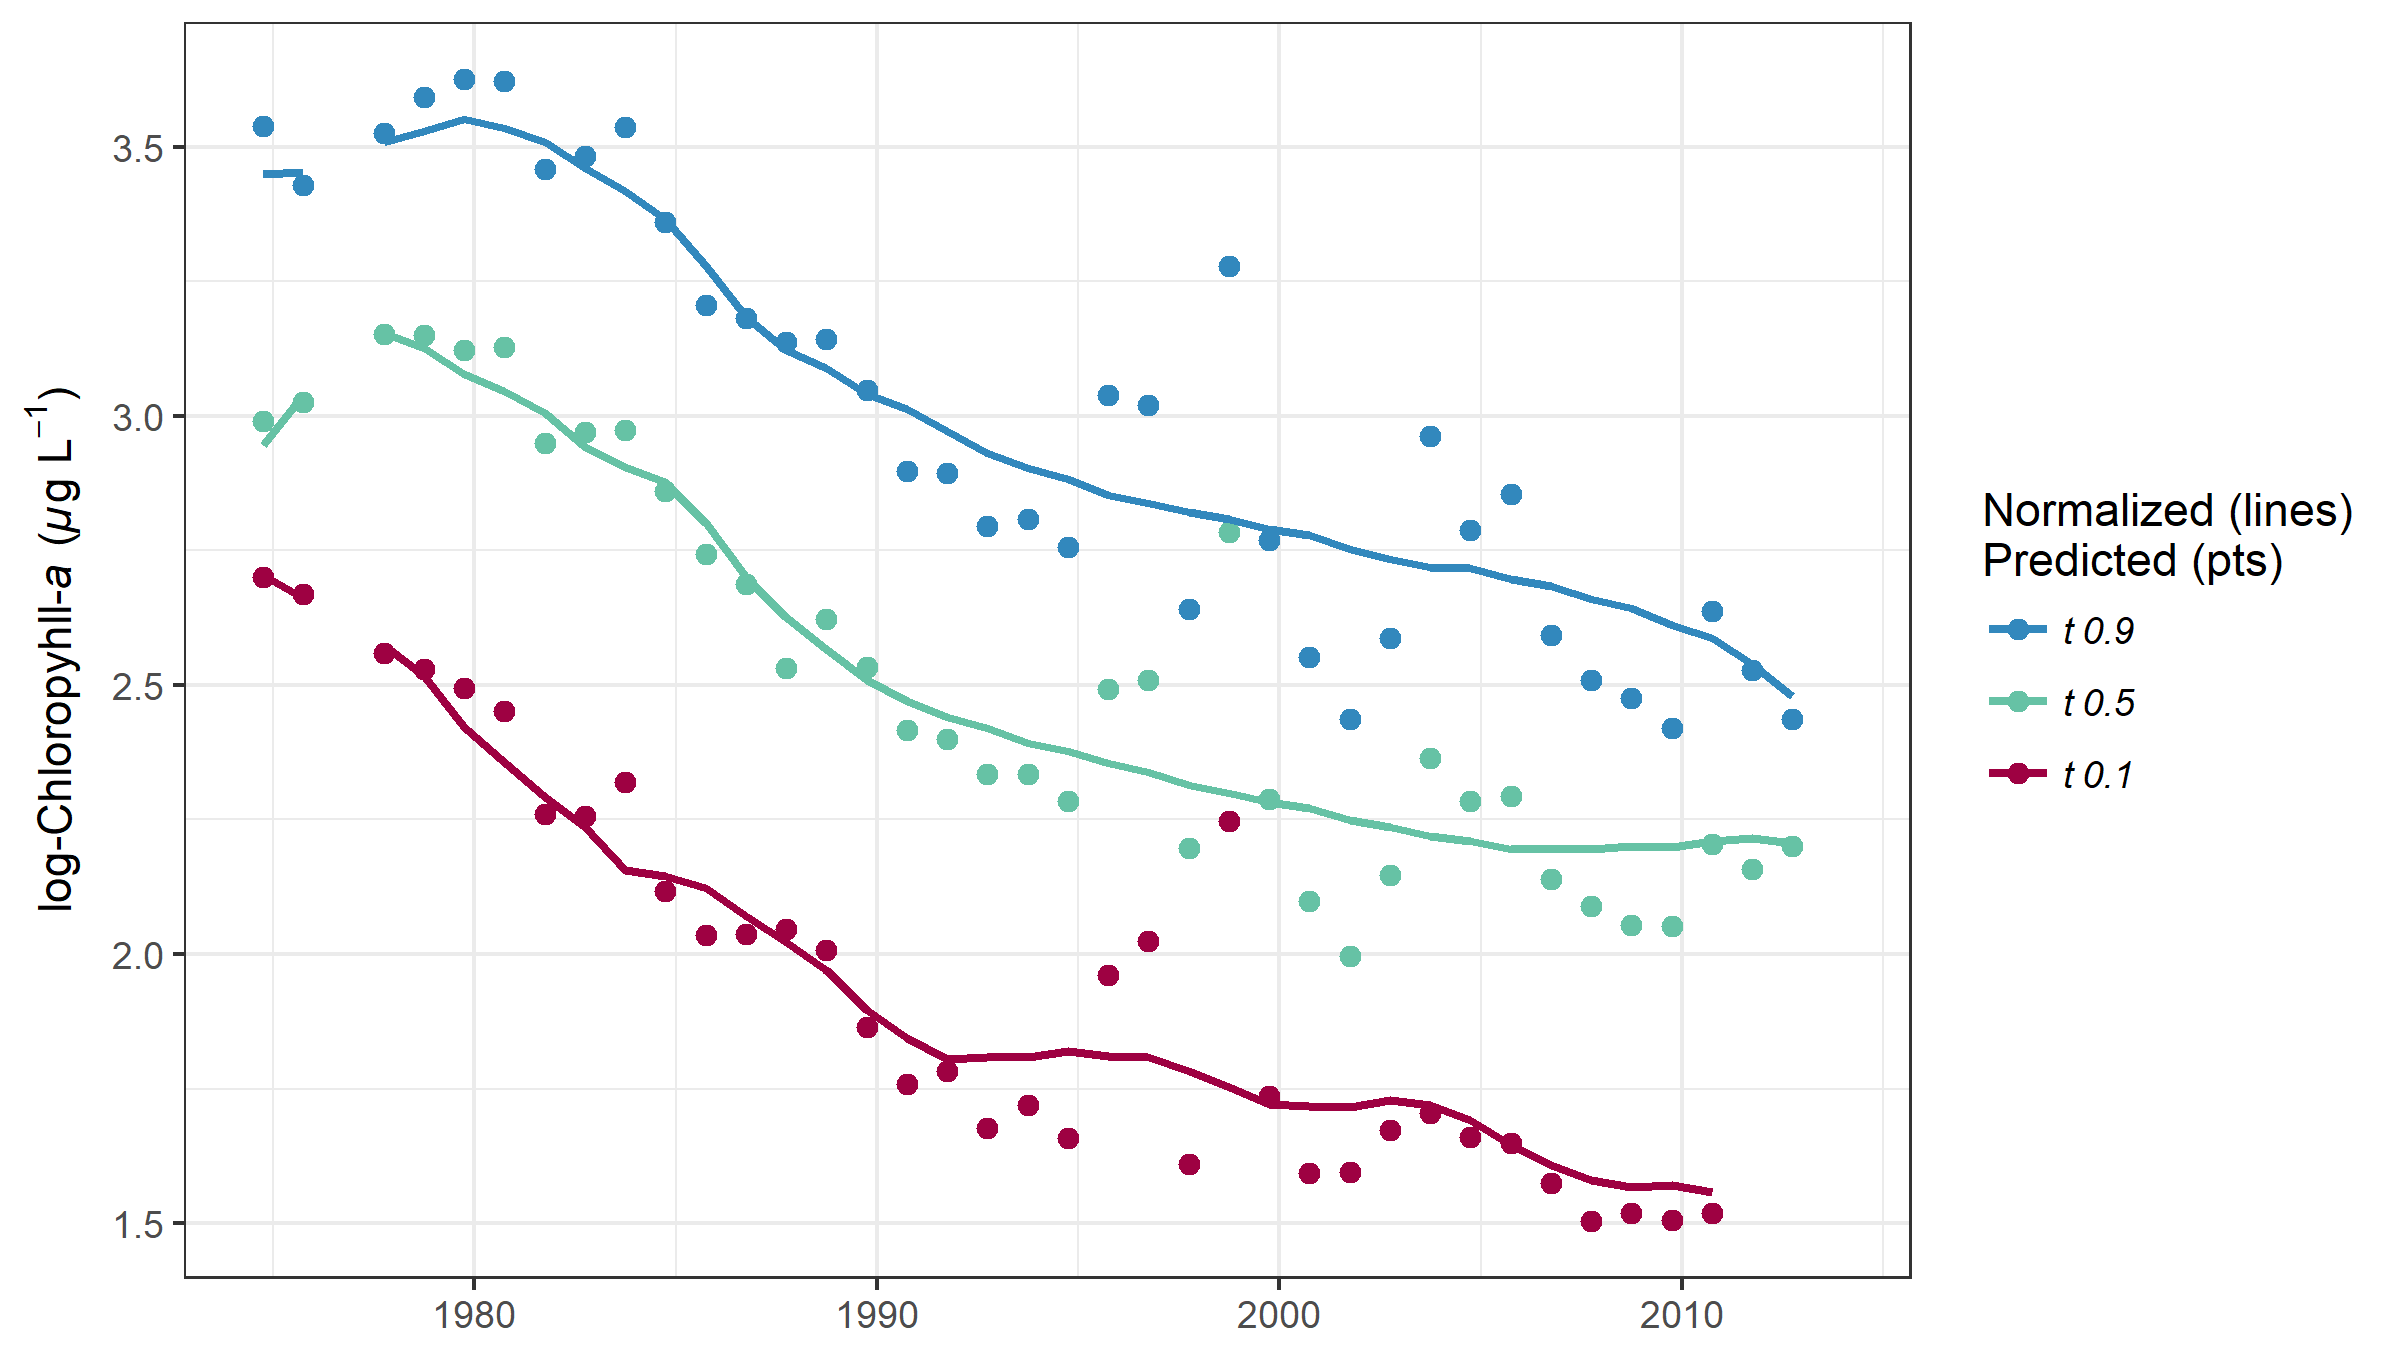 log-Chloropyhll-a (µg L⁻¹)
3.5
3.0
2.5
2.0
1.5
1980 1990 2000 2010
Normalized (lines)
Predicted (pts)
t 0.9
t 0.5
t 0.1